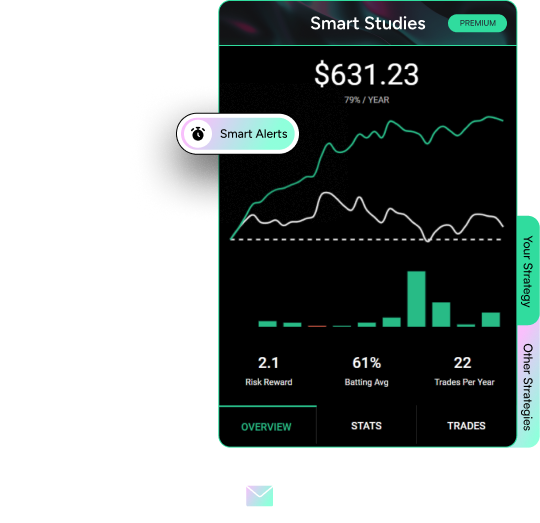 Smart Studies
PREMIUM
$631.23
79% / YEAR
Smart Alerts
Your Strategy
Other Strategies
2.1
61%
22
Risk Reward
Batting Avg
Trades Per Year
OVERVIEW
STATS
TRADES